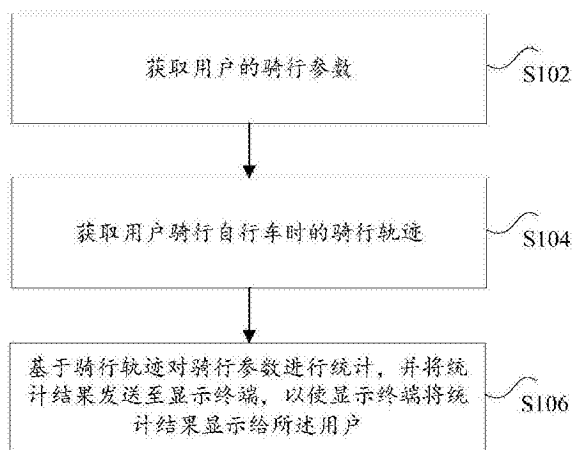 获取用户的骑行参数
S102
获取用户骑行自行车时的骑行轨迹
S104
基于骑行轨迹对骑行参数进行统计，并将统
计结果发送至显示终端，以使显示终端将统
计结果显示给所述用户
S106